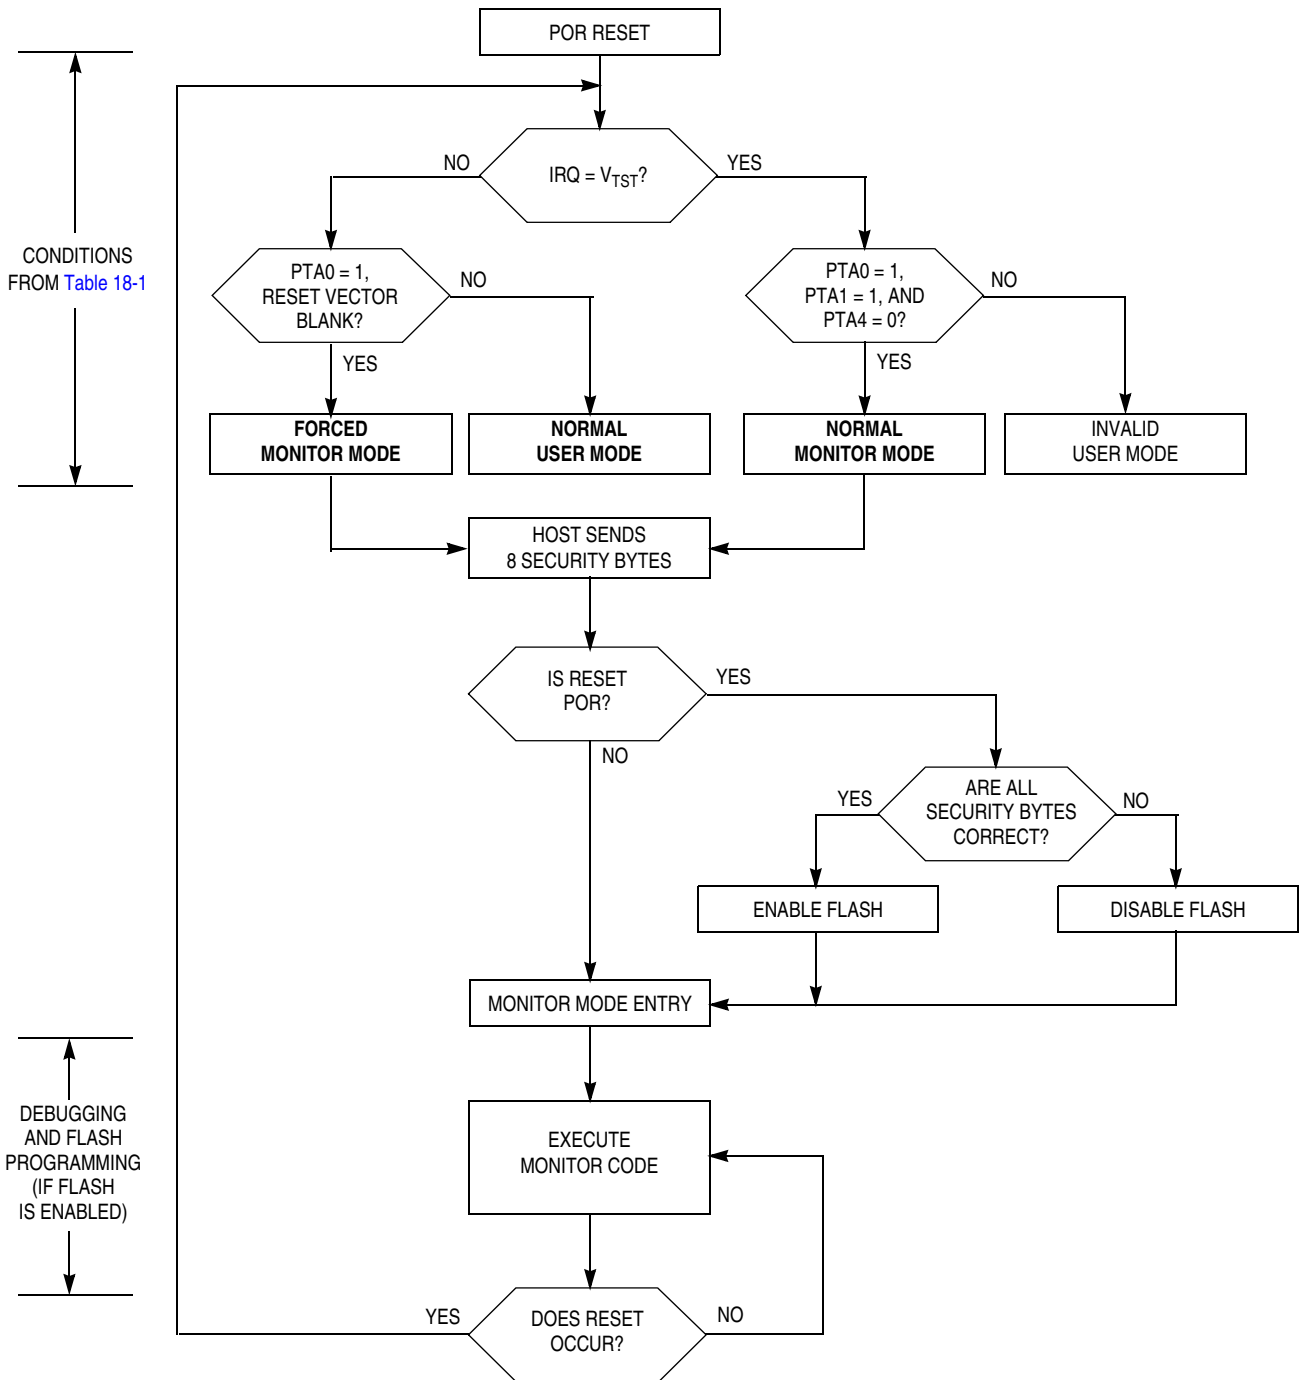 POR RESET
NO
IRQ = VTST?
YES
CONDITIONS
FROM Table 18-1
PTA0 = 1,
RESET VECTOR
BLANK?
NO
YES
PTA0 = 1,
PTA1 = 1, AND
PTA4 = 0?
NO
YES
FORCED
MONITOR MODE
NORMAL
USER MODE
NORMAL
MONITOR MODE
INVALID
USER MODE
HOST SENDS
8 SECURITY BYTES
IS RESET
POR?
YES
NO
ARE ALL
SECURITY BYTES
CORRECT?
YES
NO
ENABLE FLASH
DISABLE FLASH
MONITOR MODE ENTRY
DEBUGGING
AND FLASH
PROGRAMMING
(IF FLASH
IS ENABLED)
EXECUTE
MONITOR CODE
YES
DOES RESET
OCCUR?
NO